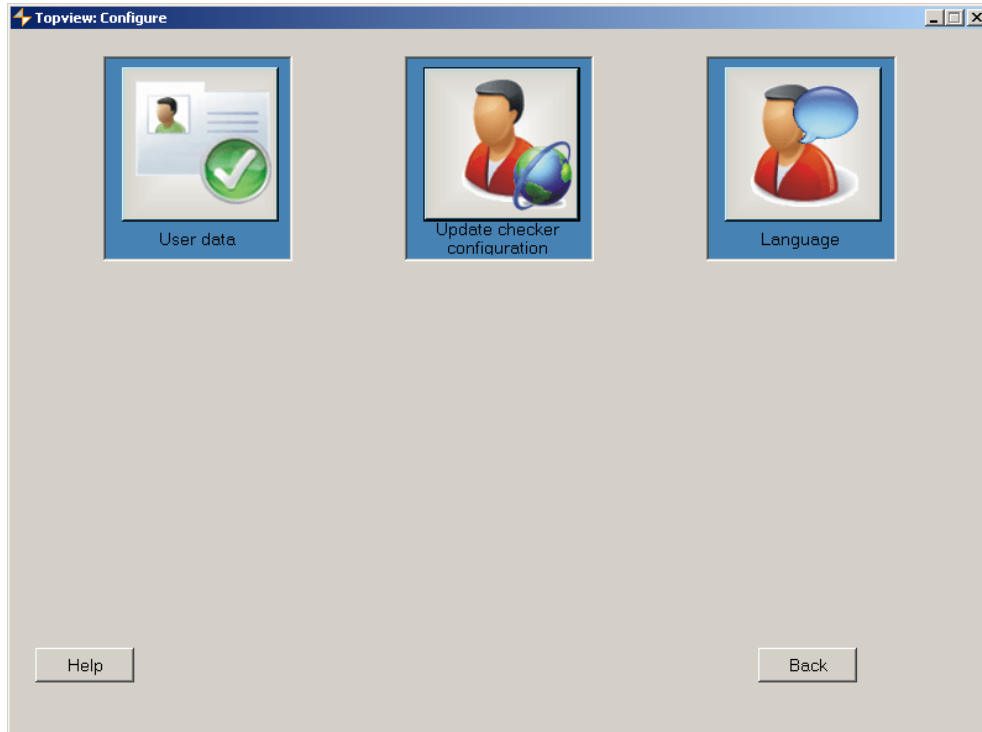 Topview: Configure
User data
Update checker
configuration
Language
Help
Back